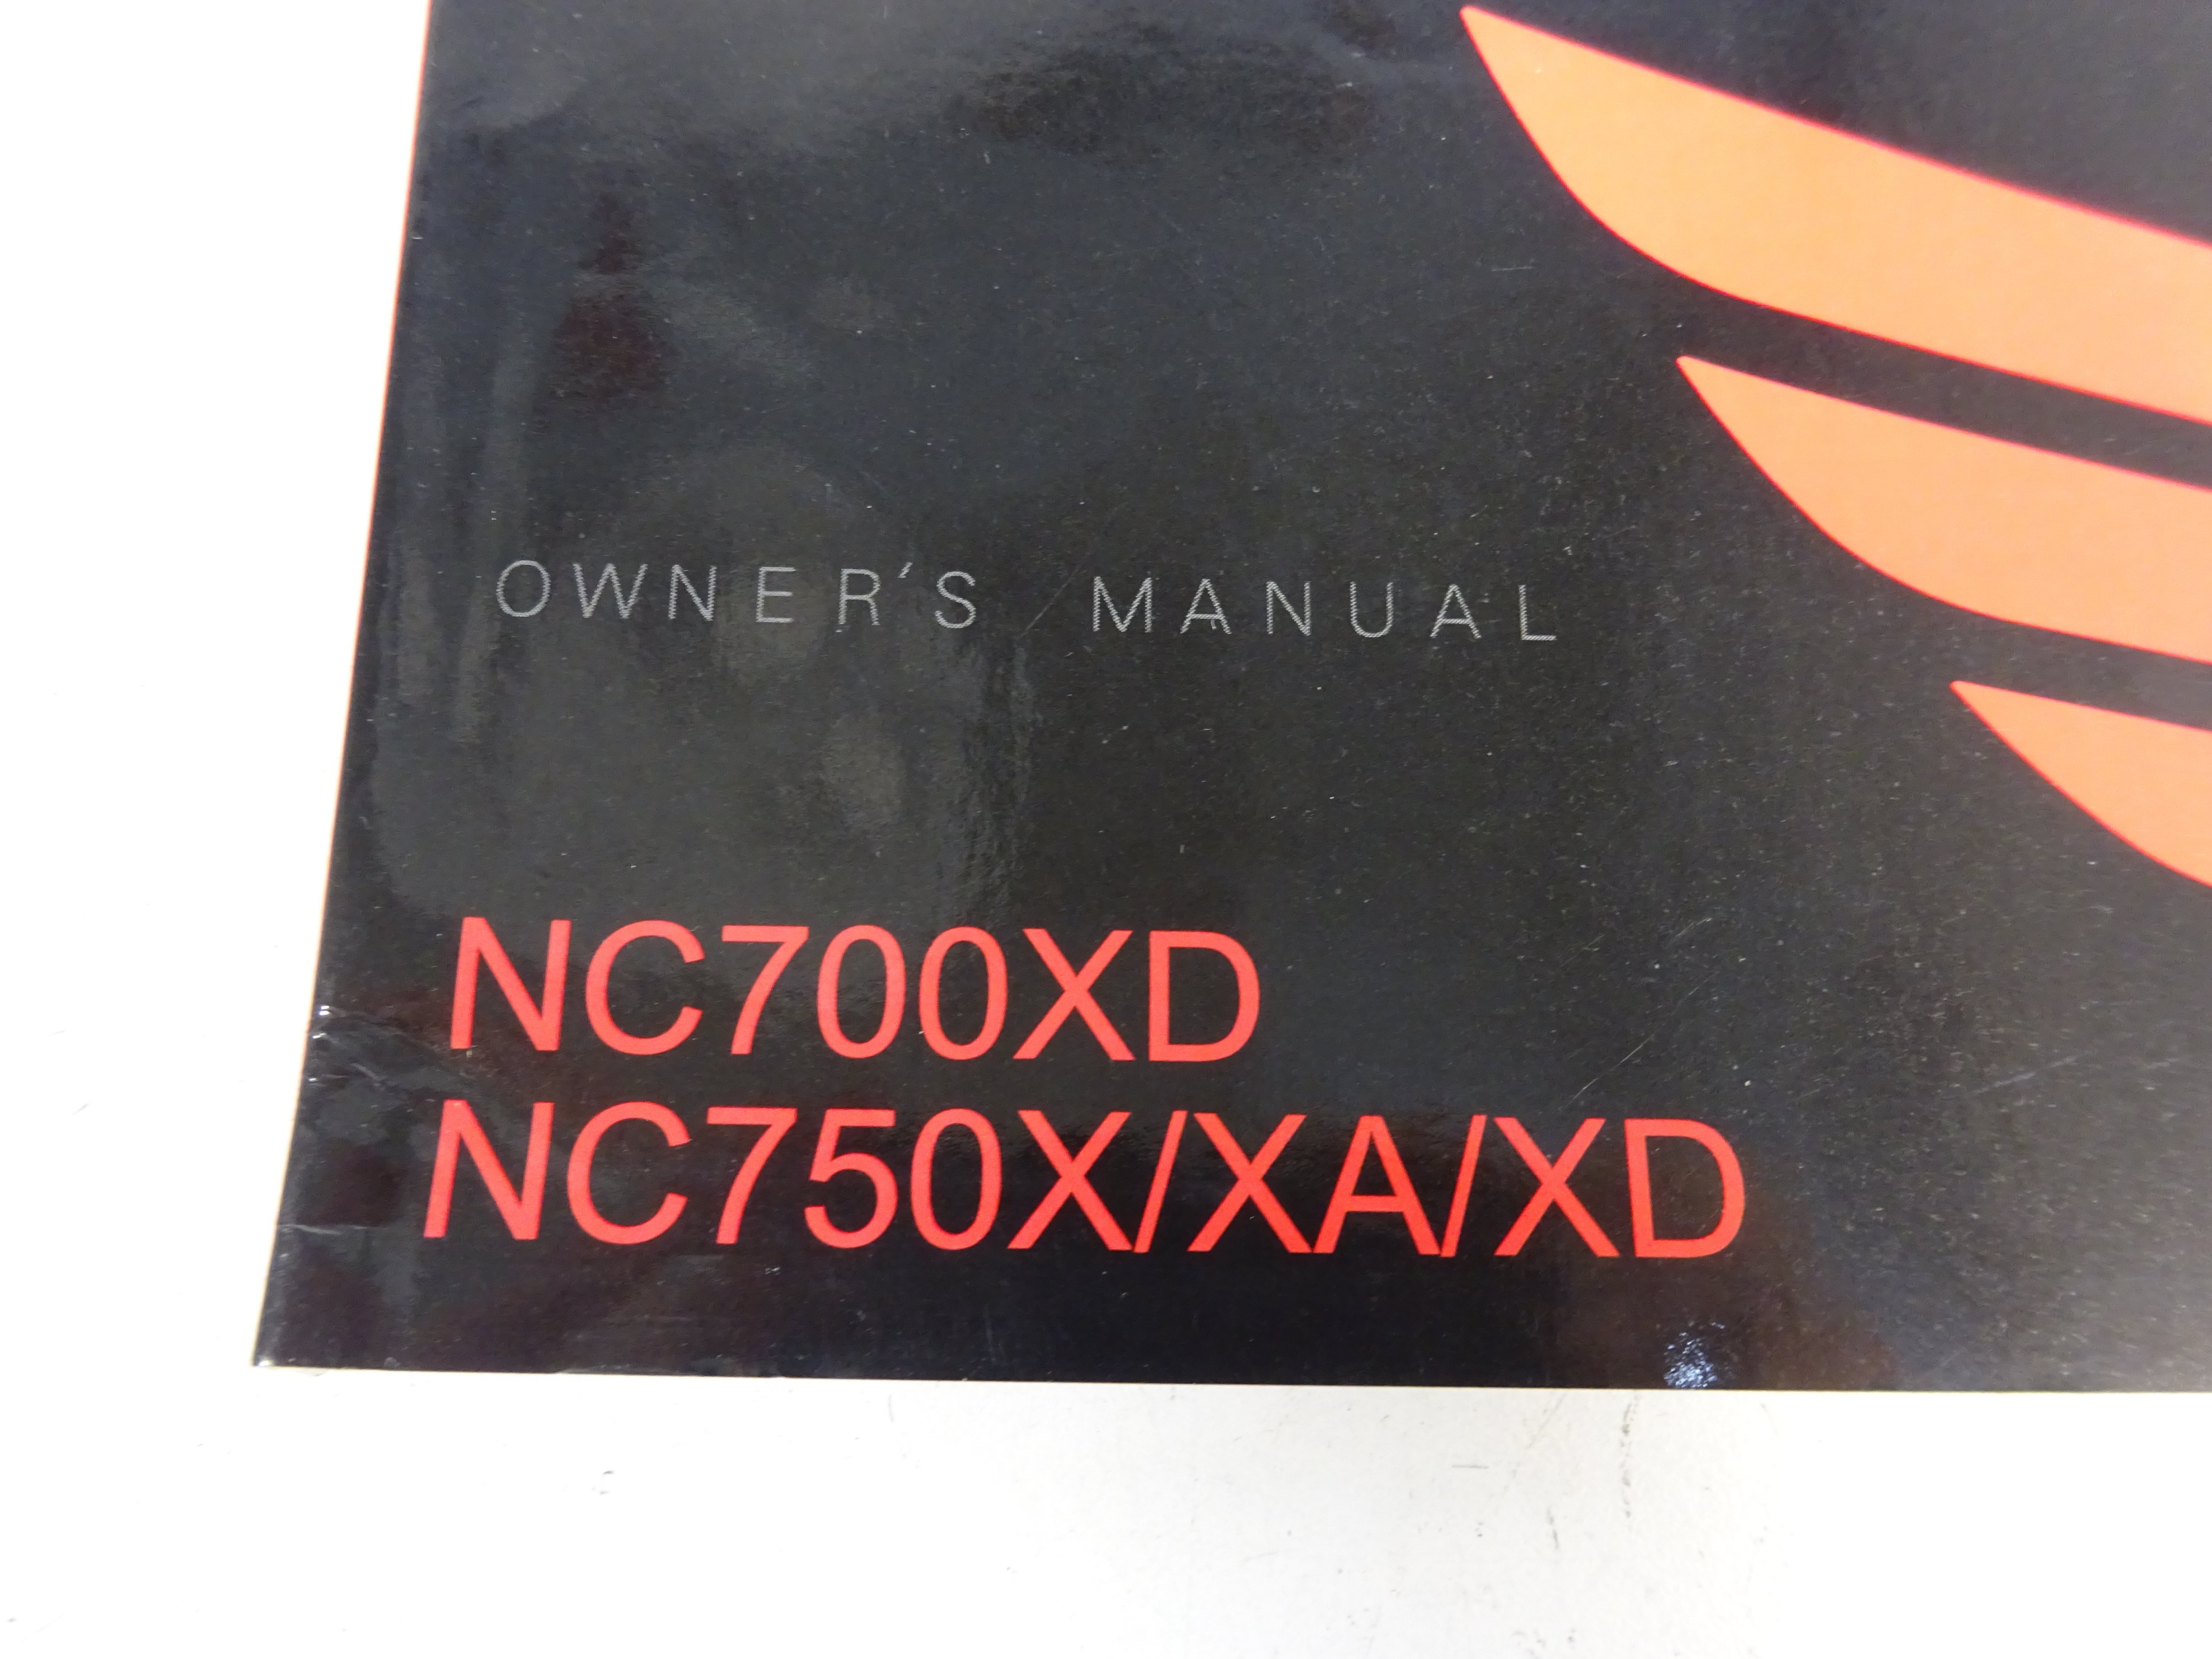 OWNER'S MANUAL
NC700XD
NC750X/XA/XD